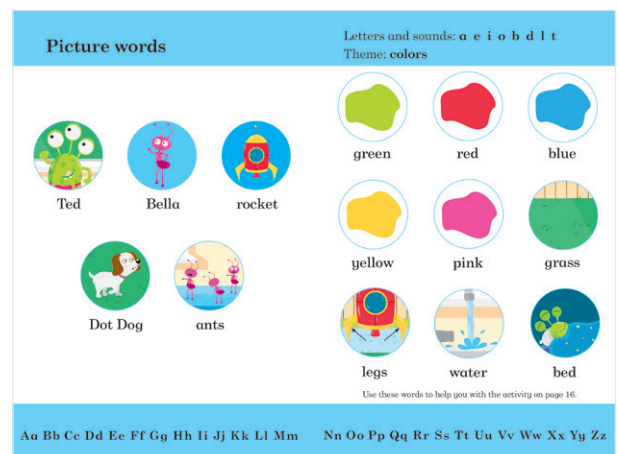 Picture words
Ted Bella rocket
Dot Dog ants
Letters and sounds: a e i o b d l t
Theme: colors
green red blue
yellow pink grass
legs water bed
Use these words to help you with the activity on page 16.
Aa Bb Cc Dd Ee Ff Gg Hh Ii Jj Kk Ll Mm
Nn Oo Pp Qq Rr Ss Tt Uu Vv Ww Xx Yy Zz